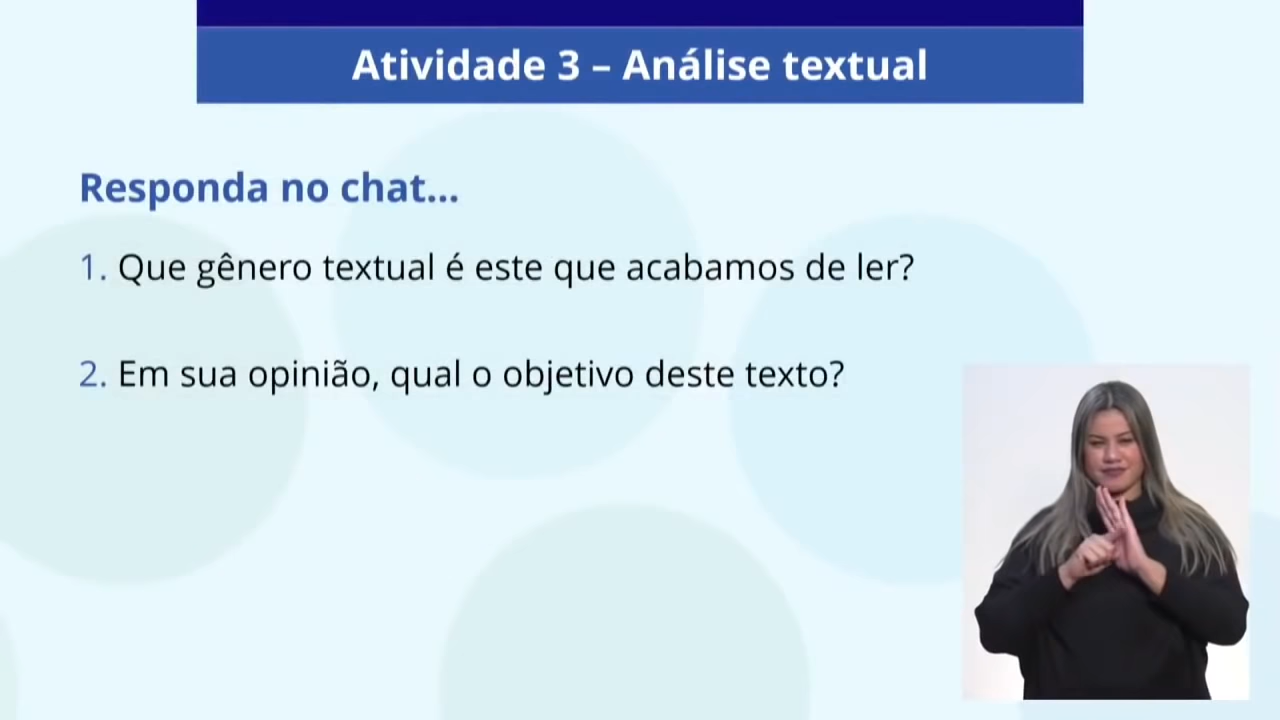 Atividade 3 – Análise textual
Responda no chat...
1. Que gênero textual é este que acabamos de ler?
2. Em sua opinião, qual o objetivo deste texto?